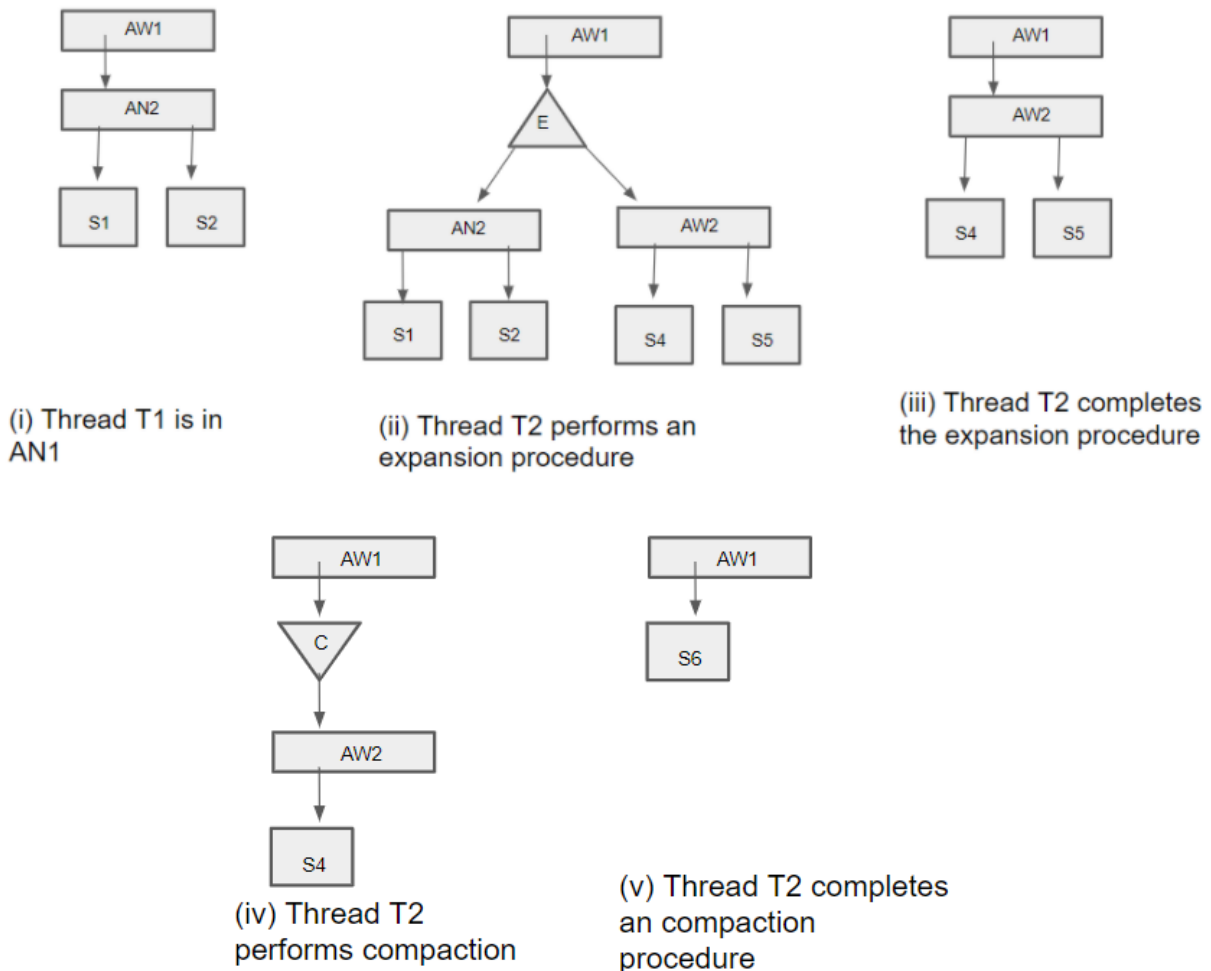 AW1
AN2
S1 S2
(i) Thread T1 is in
AN1
AW1
E
AN2 AW2
S1 S2 S4 S5
(ii) Thread T2 performs an
expansion procedure
AW1
AW2
S4 S5
(iii) Thread T2 completes
the expansion procedure
AW1
C
AW2
S4
(iv) Thread T2
performs compaction
AW1
S6
(v) Thread T2 completes
an compaction
procedure